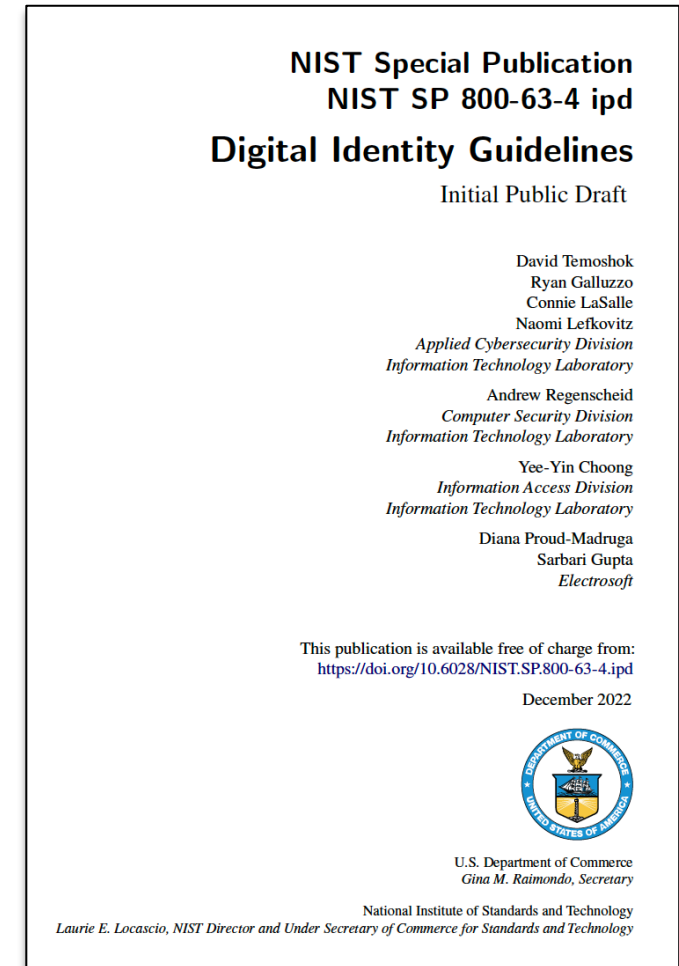 NIST Special Publication
NIST SP 800-63-4 ipd
Digital Identity Guidelines
Initial Public Draft
David Temoshok
Ryan Galluzzo
Connie LaSalle
Naomi Lefkovitz
Applied Cybersecurity Division
Information Technology Laboratory
Andrew Regenscheid
Computer Security Division
Information Technology Laboratory
Yee-Yin Choong
Information Access Division
Information Technology Laboratory
Diana Proud-Madruga
Sarbari Gupta
Electrosoft
This publication is available free of charge from:
https://doi.org/10.6028/NIST.SP.800-63-4.ipd
December 2022
DEPARTMENT OF COMMERCE
UNITED STATES OF AMERICA
U.S. Department of Commerce
Gina M. Raimondo, Secretary
National Institute of Standards and Technology
Laurie E. Locascio, NIST Director and Under Secretary of Commerce for Standards and Technology